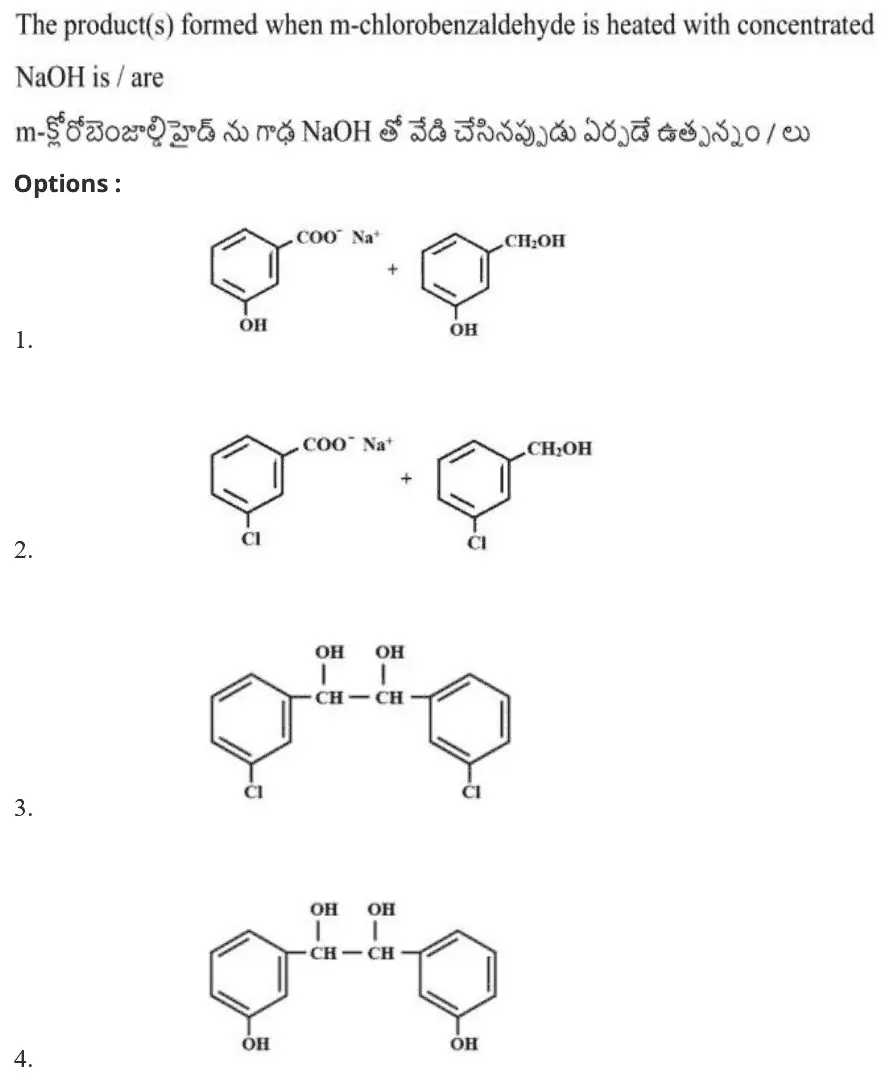 The product(s) formed when m-chlorobenzaldehyde is heated with concentrated
NaOH is / are
m-క్లోరోబెంజాల్డిహైడ్ ను గాఢ NaOH తో వేడి చేసినప్పుడు ఏర్పడే ఉత్పన్నం / లు
Options :
COO⁻ Na⁺ + CH₂OH
OH OH
1.
COO⁻ Na⁺ + CH₂OH
Cl Cl
2.
OH OH
CH — CH
Cl Cl
3.
OH OH
CH — CH
OH OH
4.